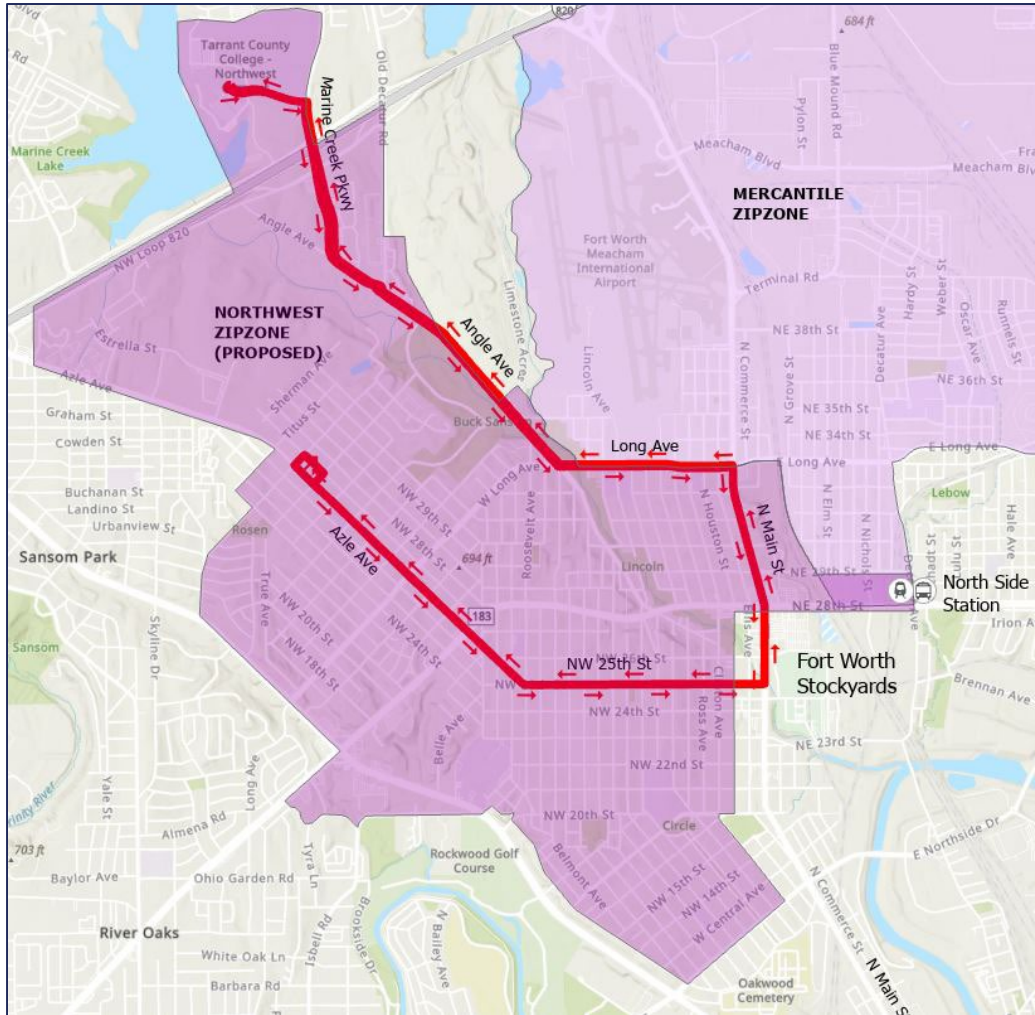 820
684 ft
Tarrant County
College -
Northwest
Old Decatur Rd
Marine Creek Pkwy
Blue Mound Rd
Pylon St
Meacham Blvd
Meacham Blv
Marine Creek
Lake
MERCANTILE
ZIPZONE
Angle Ave
NW Loop 820
Fort Worth
Meacham
International
Airport
Terminal Rd
Hardy St
Weber St
Oscar Ave
Runnels St
Limestone Acres
NORTHWEST
ZIPZONE
(PROPOSED)
Estrella St
Azle Ave
Sherman Ave
Titus St
Angle Ave
Lincoln Ave
N Commerce St
N Grove St
Decatur Ave
NE 38th St
NE 36th St
NE 35th St
NE 34th St
Graham St
Cowden St
Buck Sans
Long Ave
E Long Ave
E Long Ave
W Long Ave
Buchanan St
Landino St
Urbanview St
Rosen
NW 29th St
NW 28th St
Roosevelt Ave
N Houston St
N Main St
N Elm St
N Nichols St
Lebow
Hale Ave
Sansom Park
Azle Ave
694 ft
Lincoln
NE 29th St
NE 28th St
North Side
Station
True Ave
NW 20th St
NW 18th St
NW 24th St
183
Ellis Ave
Irion A
Skyline Dr
Sansom
NW 25th St
NW 24th St
Ross Ave
Fort Worth
Stockyards
Brennan Ave
NE 23rd St
Belle Ave
NW 22nd St
Long Ave
Yale St
Almena Rd
NW 20th St
Circle
703 ft
Baylor Ave
Ohio Garden Rd
Tyra Ln
Rockwood Golf
Course
Belmont Ave
NW 15th St
NW 14th St
W Central Ave
E Northside Dr
N Commerce St
River Oaks
White Oak Ln
Isbell Rd
Brookside Dr
N Bailey Ave
Barbara Rd
Oakwood
Cemetery
N Main St